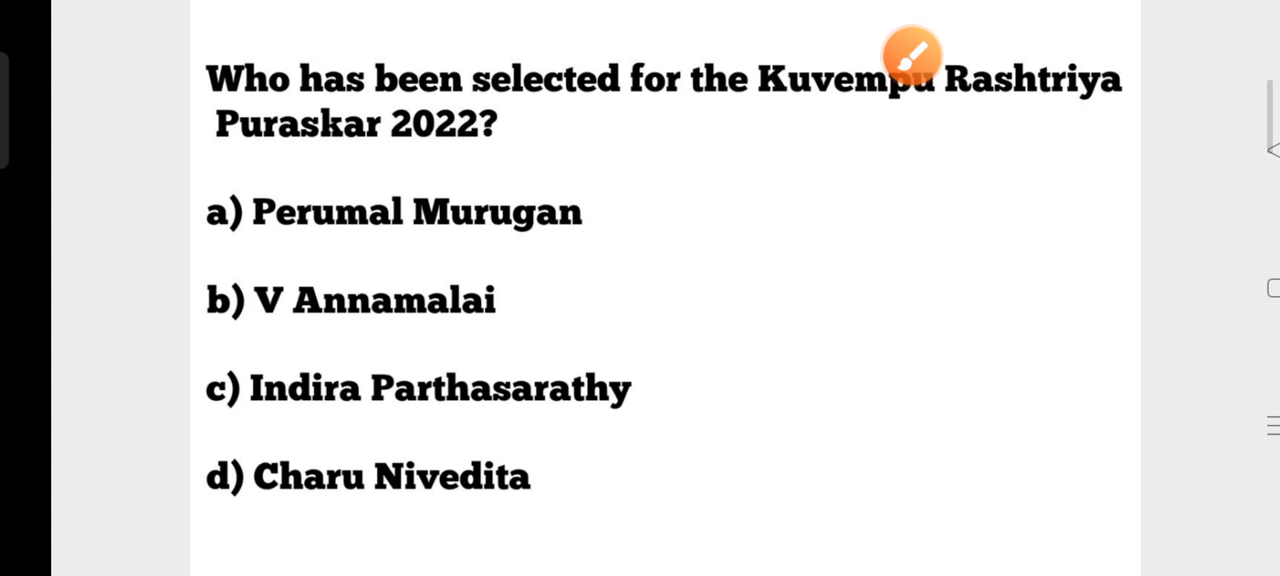 Who has been selected for the Kuvempu Rashtriya
Puraskar 2022?
a) Perumal Murugan
b) V Annamalai
c) Indira Parthasarathy
d) Charu Nivedita